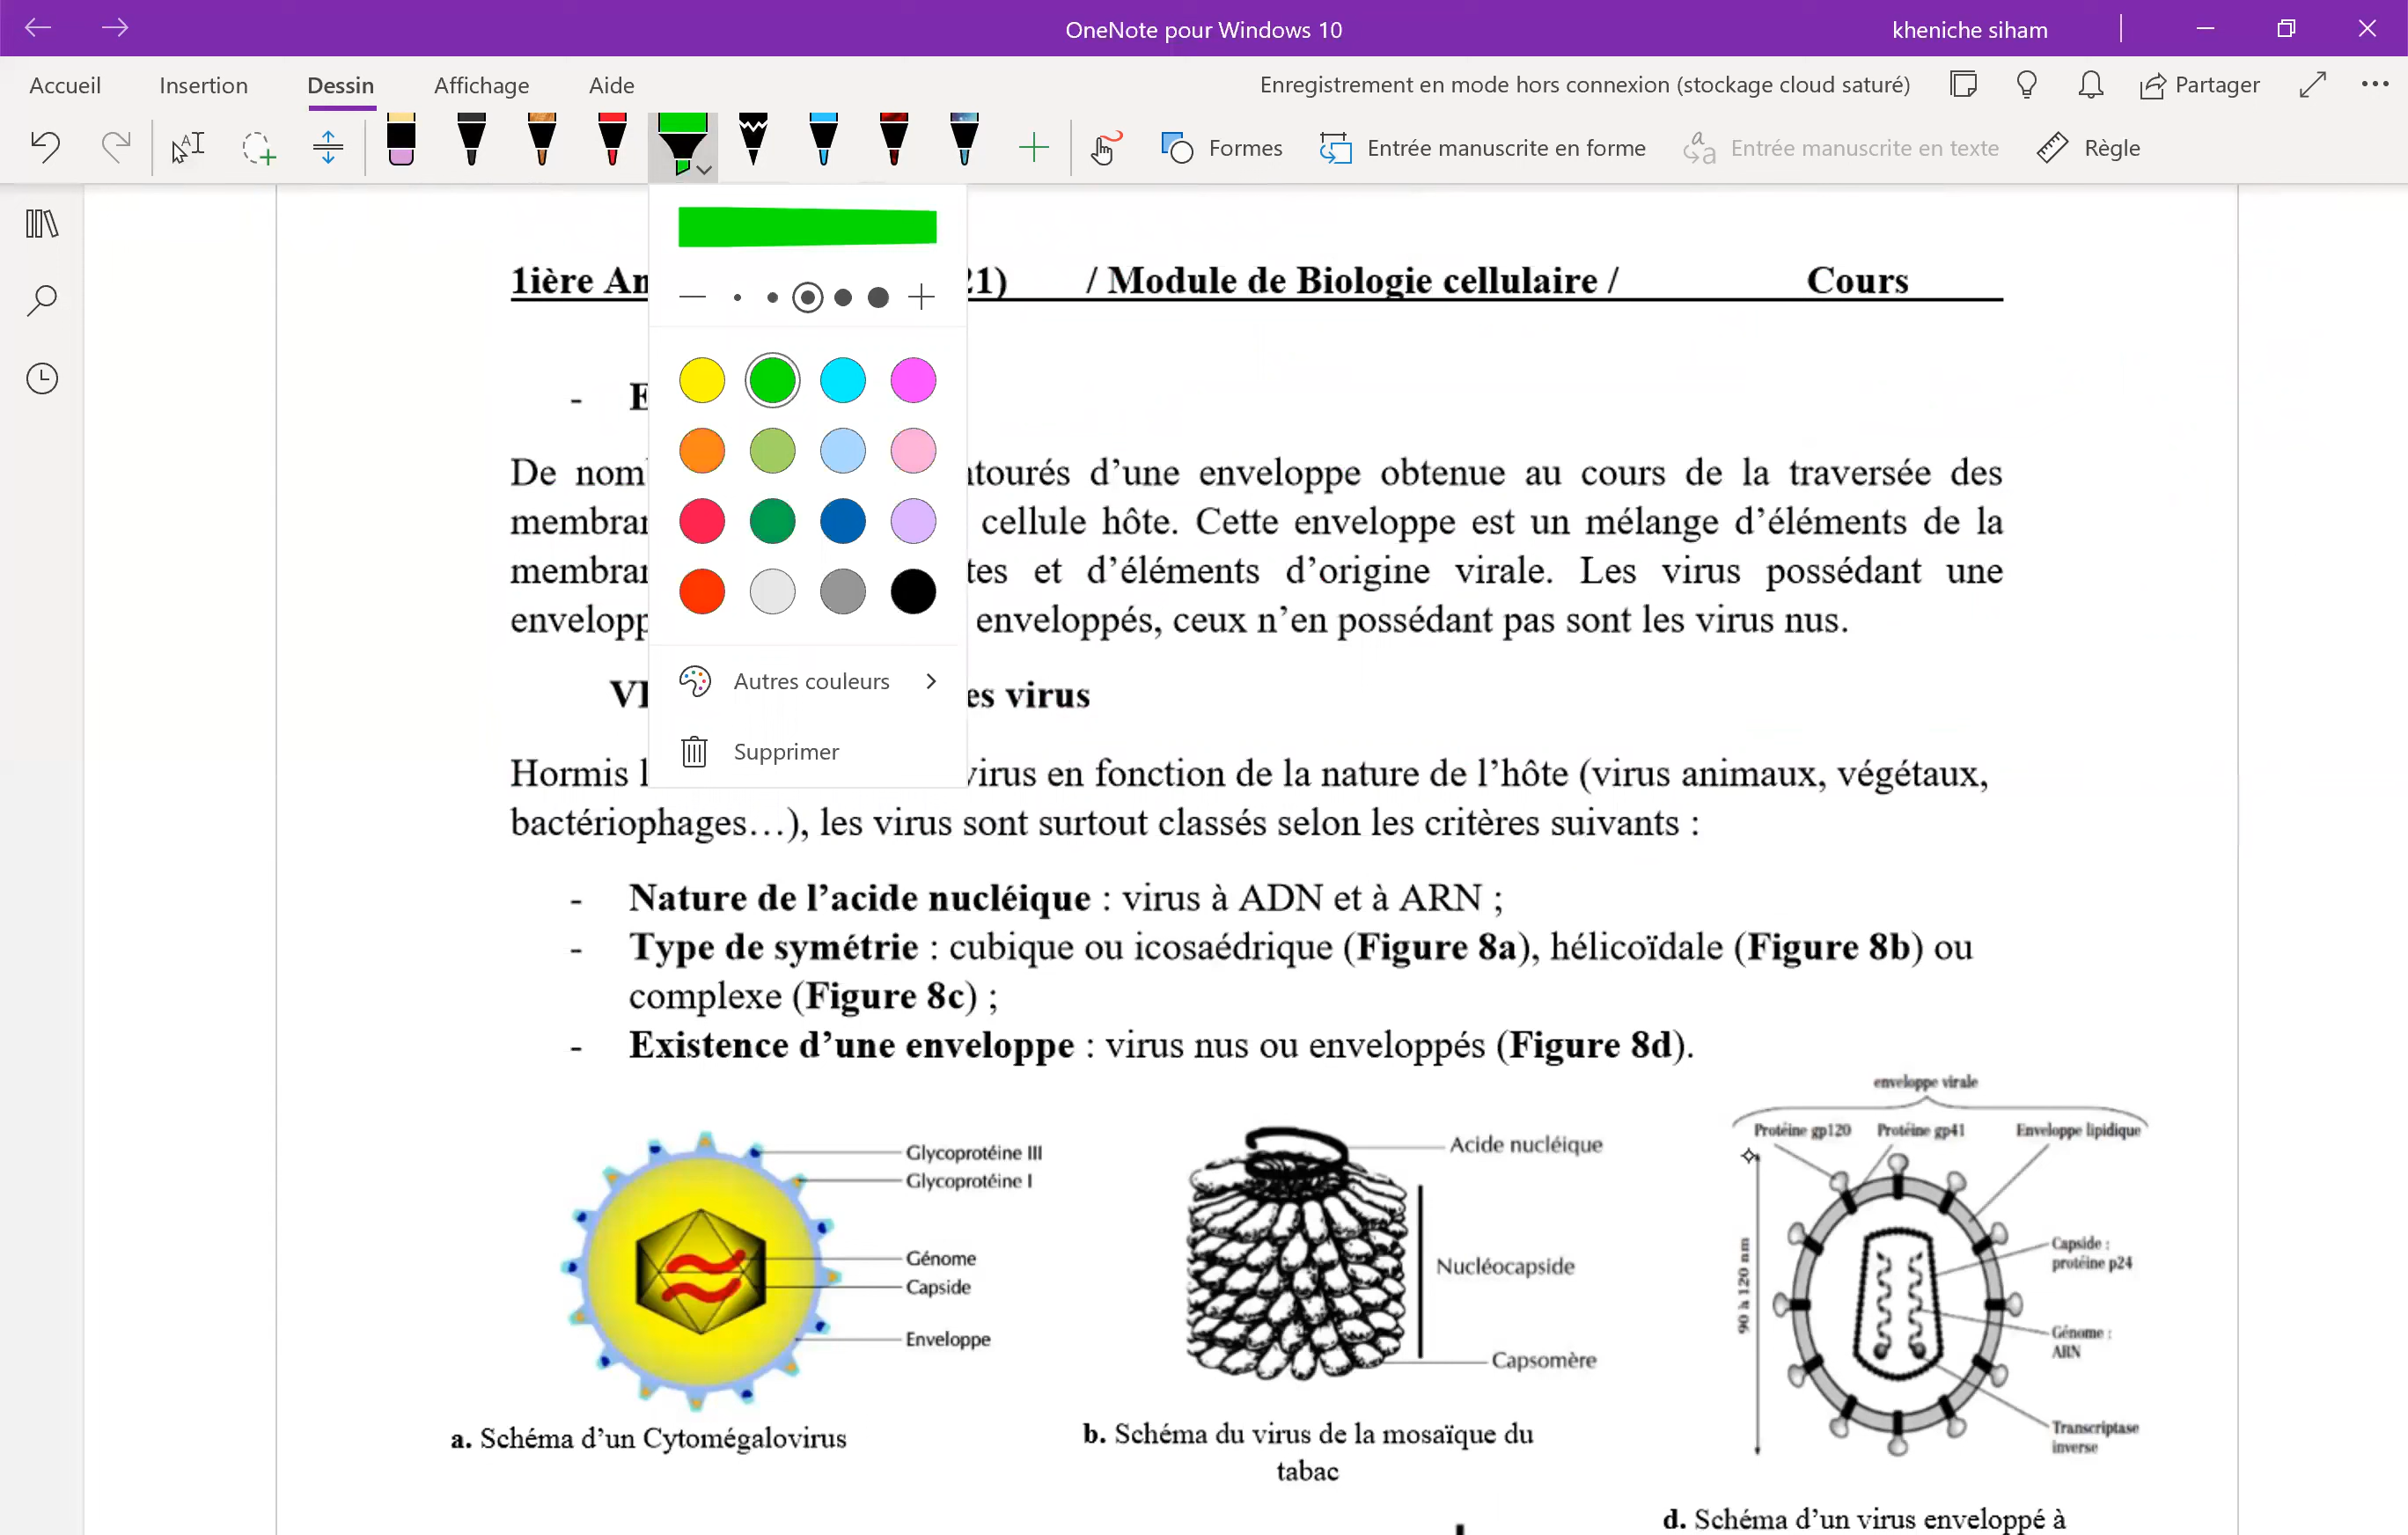 OneNote pour Windows 10
kheniche siham
Accueil Insertion Dessin Affichage Aide
Enregistrement en mode hors connexion (stockage cloud saturé) Partager
Formes Entrée manuscrite en forme Entrée manuscrite en texte Règle
1ière An 21) / Module de Biologie cellulaire / Cours
- E
De nom tourés d’une enveloppe obtenue au cours de la traversée des
membran cellule hôte. Cette enveloppe est un mélange d’éléments de la
membran tes et d’éléments d’origine virale. Les virus possédant une
envelopp enveloppés, ceux n’en possédant pas sont les virus nus.
Autres couleurs
VI es virus
Supprimer
Hormis l virus en fonction de la nature de l’hôte (virus animaux, végétaux,
bactériophages…), les virus sont surtout classés selon les critères suivants :
- Nature de l’acide nucléique : virus à ADN et à ARN ;
- Type de symétrie : cubique ou icosaédrique (Figure 8a), hélicoïdale (Figure 8b) ou
complexe (Figure 8c) ;
- Existence d’une enveloppe : virus nus ou enveloppés (Figure 8d).
Glycoprotéine III
Glycoprotéine I
Génome
Capside
Enveloppe
a. Schéma d’un Cytomégalovirus
Acide nucléique
Nucléocapside
Capsomère
b. Schéma du virus de la mosaïque du
tabac
enveloppe virale
Protéine gp120 Protéine gp41 Enveloppe lipidique
90 à 120 nm
Capside :
protéine p24
Génome :
ARN
Transcriptase
inverse
d. Schéma d’un virus enveloppé à